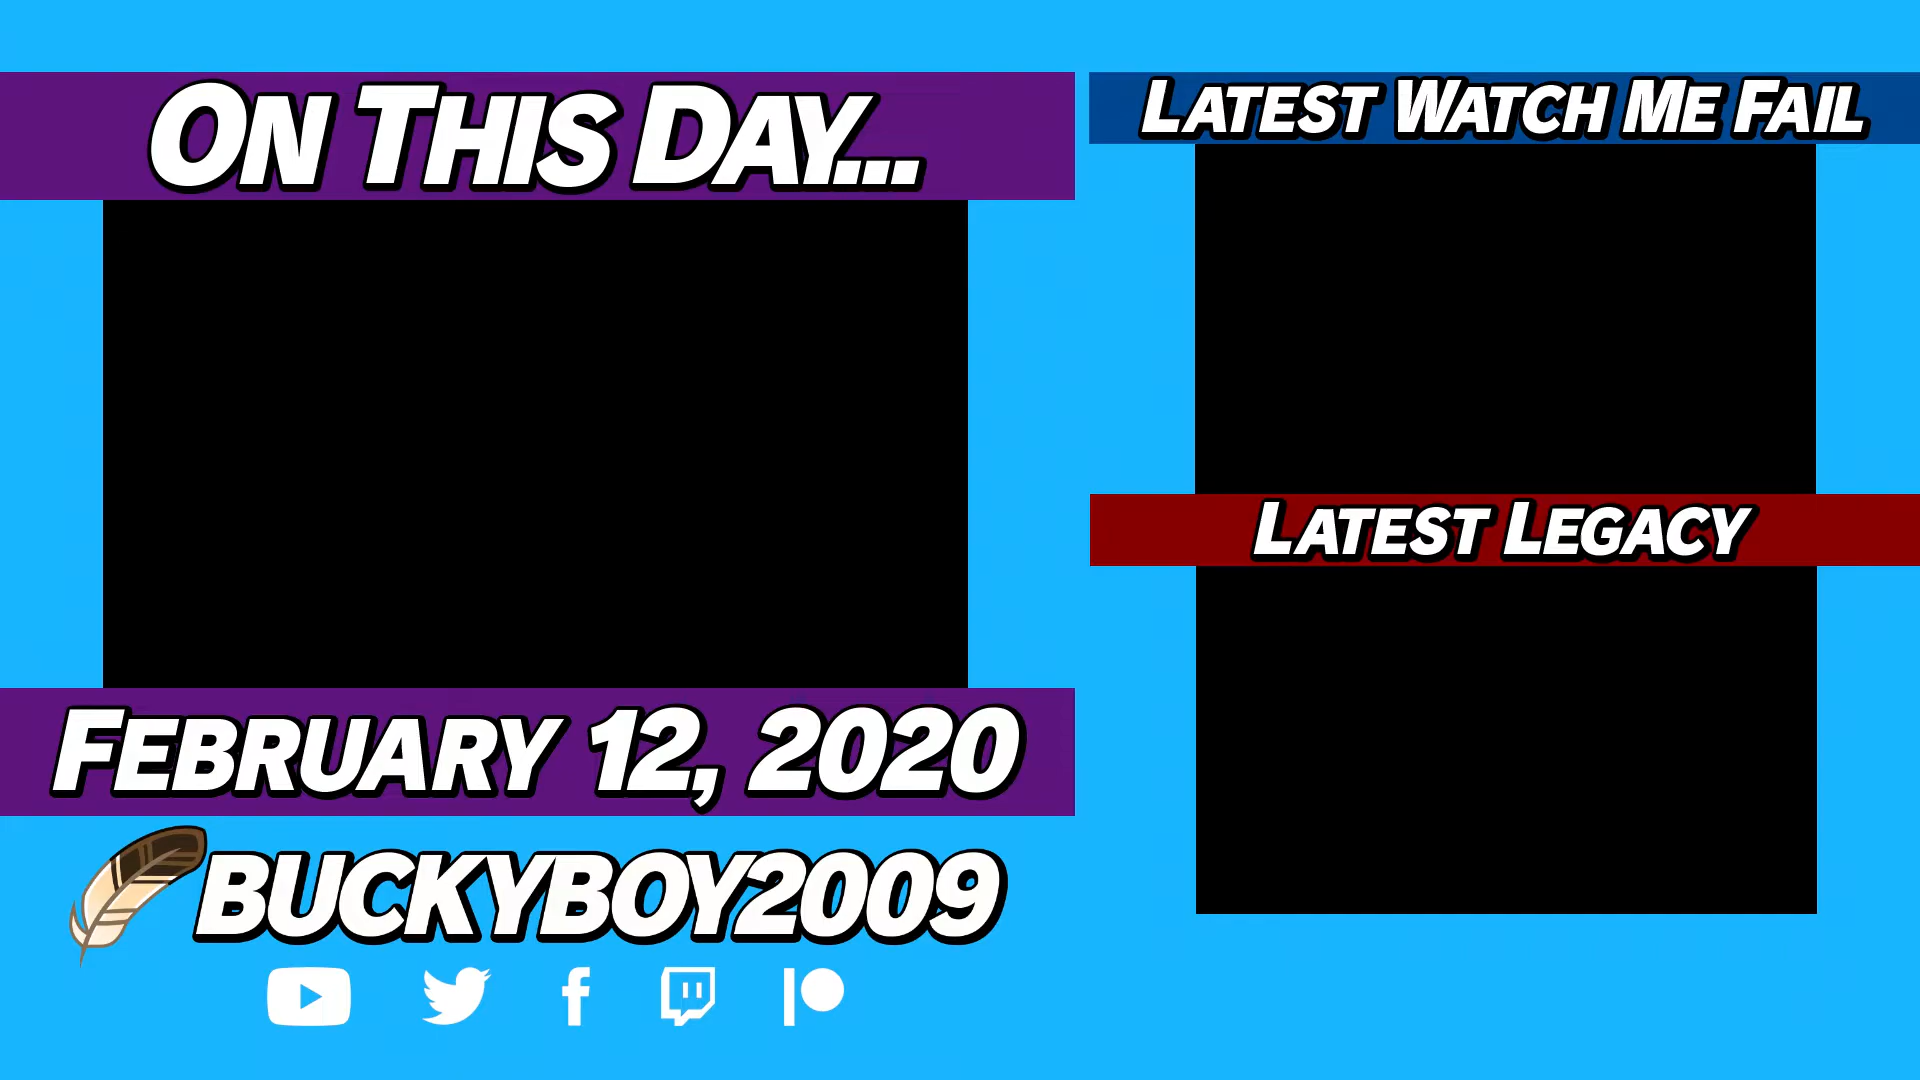 On This Day...
February 12, 2020
BUCKYBOY2009
Latest Watch Me Fail
Latest Legacy